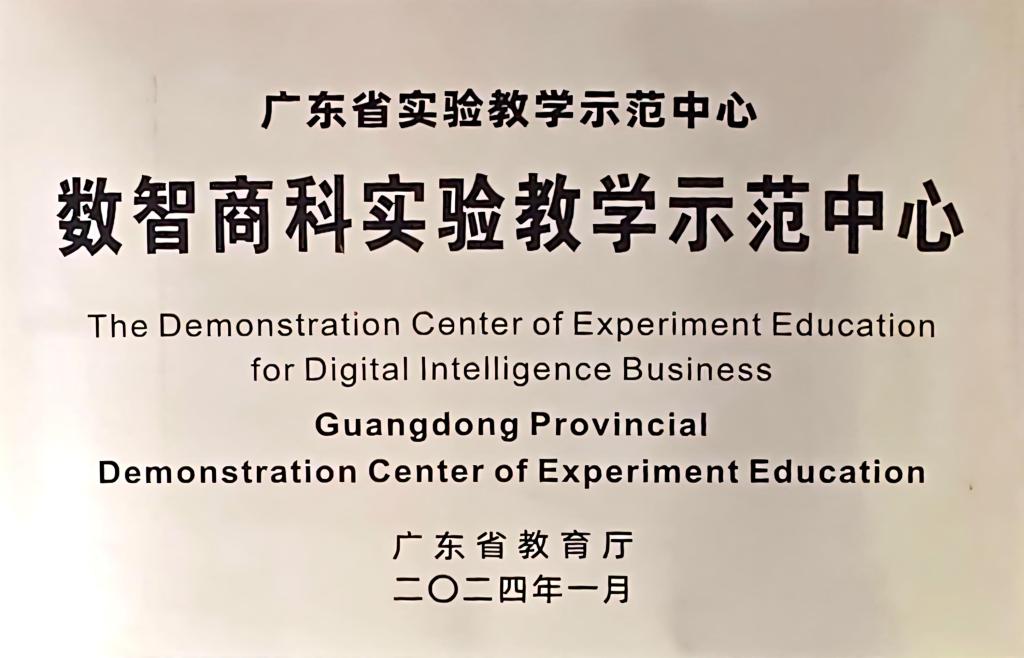 广东省实验教学示范中心
数智商科实验教学示范中心
The Demonstration Center of Experiment Education
for Digital Intelligence Business
Guangdong Provincial
Demonstration Center of Experiment Education
广东省教育厅
二〇二四年一月